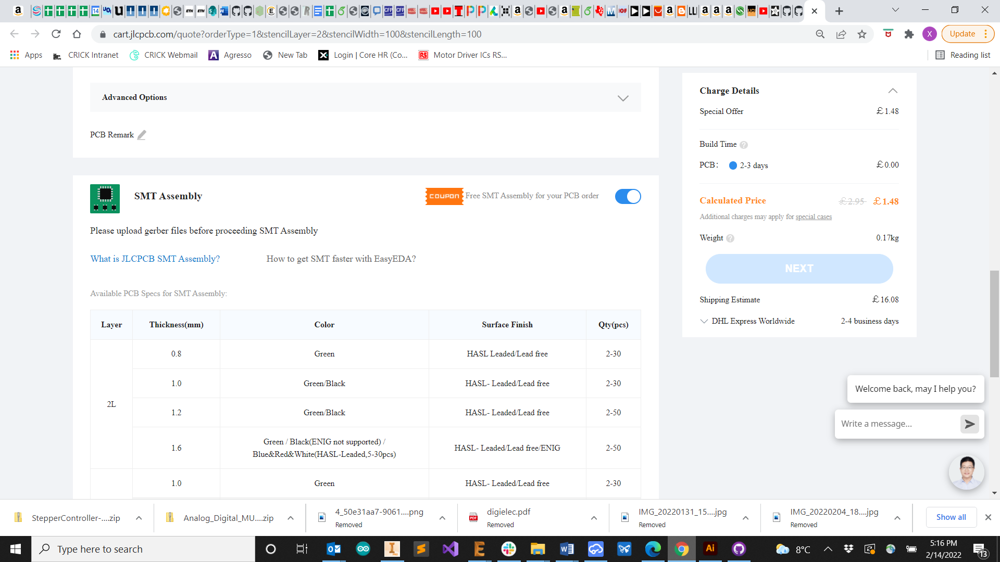 cart.jlcpcb.com/quote?orderType=1&stencilLayer=2&stencilWidth=100&stencilLength=100
X
Update
Apps
CRICK Intranet
CRICK Webmail
Agresso
New Tab
Login | Core HR (Co...
Motor Driver ICs RS...
Reading list
Advanced Options
PCB Remark
SMT Assembly
COUPON
Free SMT Assembly for your PCB order
Please upload gerber files before proceeding SMT Assembly
What is JLCPCB SMT Assembly?
How to get SMT faster with EasyEDA?
Available PCB Specs for SMT Assembly:
Layer Thickness(mm) Color Surface Finish Qty(pcs)
2L
0.8 Green HASL Leaded/Lead free 2-30
1.0 Green/Black HASL- Leaded/Lead free 2-30
1.2 Green/Black HASL- Leaded/Lead free 2-50
1.6 Green / Black(ENIG not supported) / HASL- Leaded/Lead free/ENIG 2-50
Blue&Red&White(HASL-Leaded,5-30pcs)
1.0 Green HASL- Leaded/Lead free 2-30
Charge Details
Special Offer £1.48
Build Time
PCB: 2-3 days £0.00
Calculated Price £2.95 £1.48
Additional charges may apply for special cases
Weight 0.17kg
NEXT
Shipping Estimate £16.08
DHL Express Worldwide 2-4 business days
Welcome back, may I help you?
Write a message...
StepperController-....zip
Analog_Digital_MU....zip
4_50e31aa7-9061....png
Removed
digielec.pdf
Removed
IMG_20220131_15....jpg
Removed
IMG_20220204_18....jpg
Removed
Show all
Type here to search
8°C
5:16 PM
2/14/2022
13